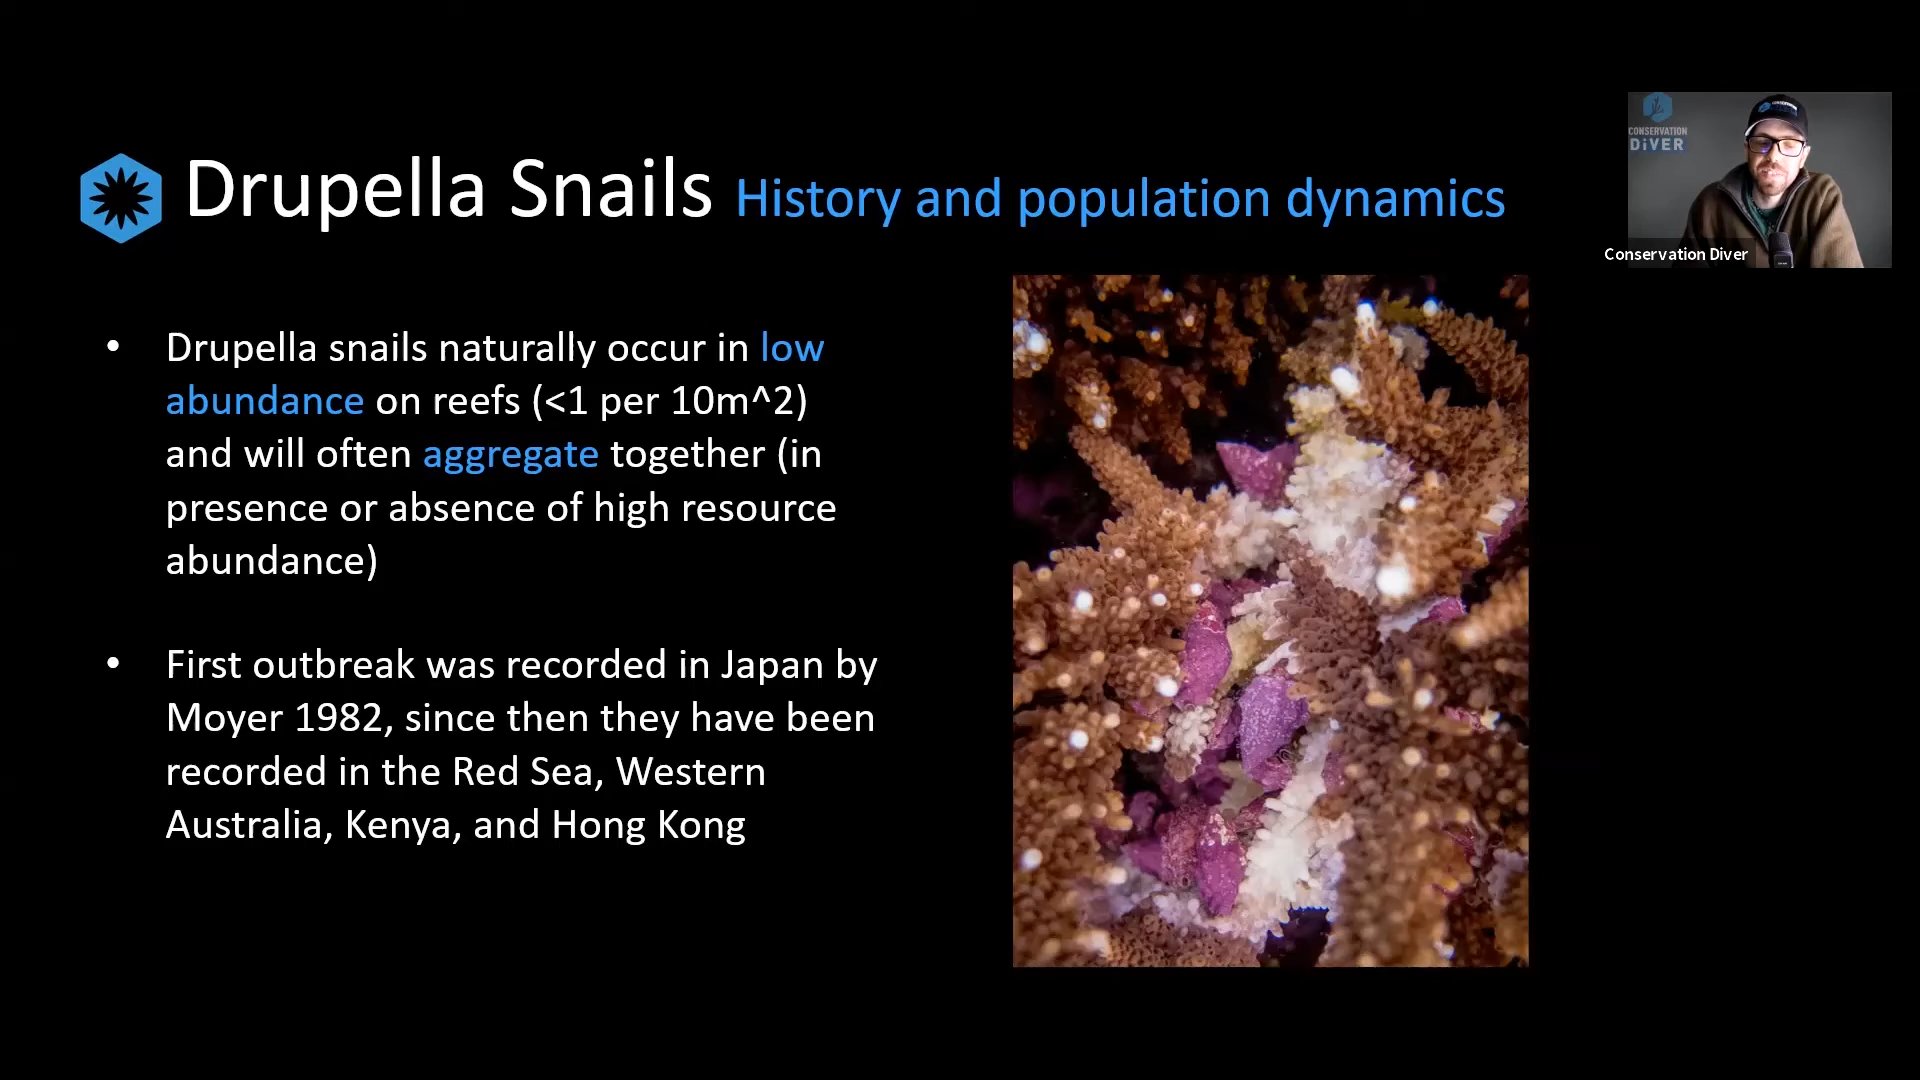 CONSERVATION
DiVER
Drupella Snails History and population dynamics
Conservation Diver
• Drupella snails naturally occur in low
abundance on reefs (<1 per 10m^2)
and will often aggregate together (in
presence or absence of high resource
abundance)
• First outbreak was recorded in Japan by
Moyer 1982, since then they have been
recorded in the Red Sea, Western
Australia, Kenya, and Hong Kong